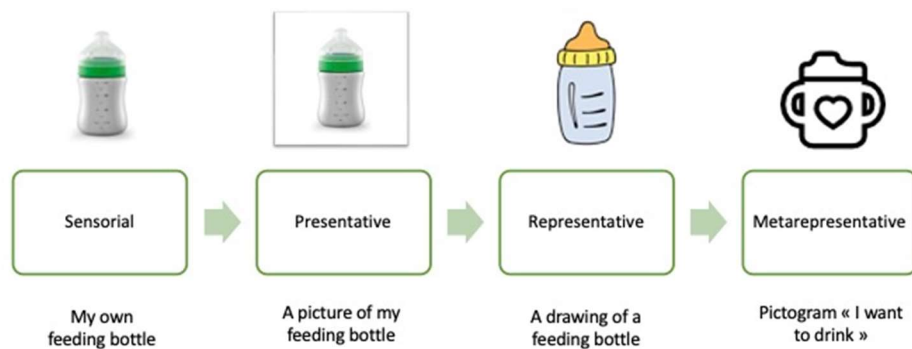 Sensorial
Presentative
Representative
Metarepresentative
My own
feeding bottle
A picture of my
feeding bottle
A drawing of a
feeding bottle
Pictogram « I want
to drink »